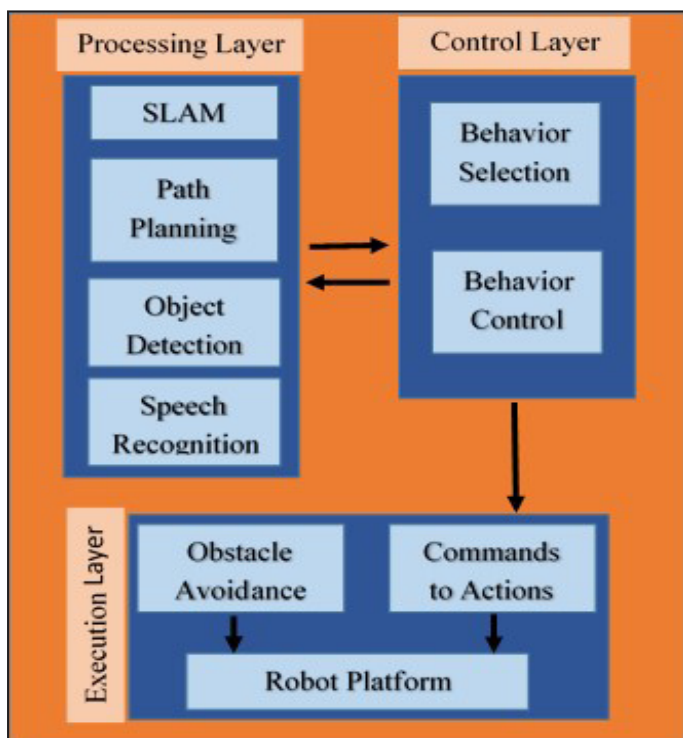 Processing Layer
SLAM
Path
Planning
Object
Detection
Speech
Recognition
Control Layer
Behavior
Selection
Behavior
Control
Execution Layer
Obstacle
Avoidance
Commands
to Actions
Robot Platform